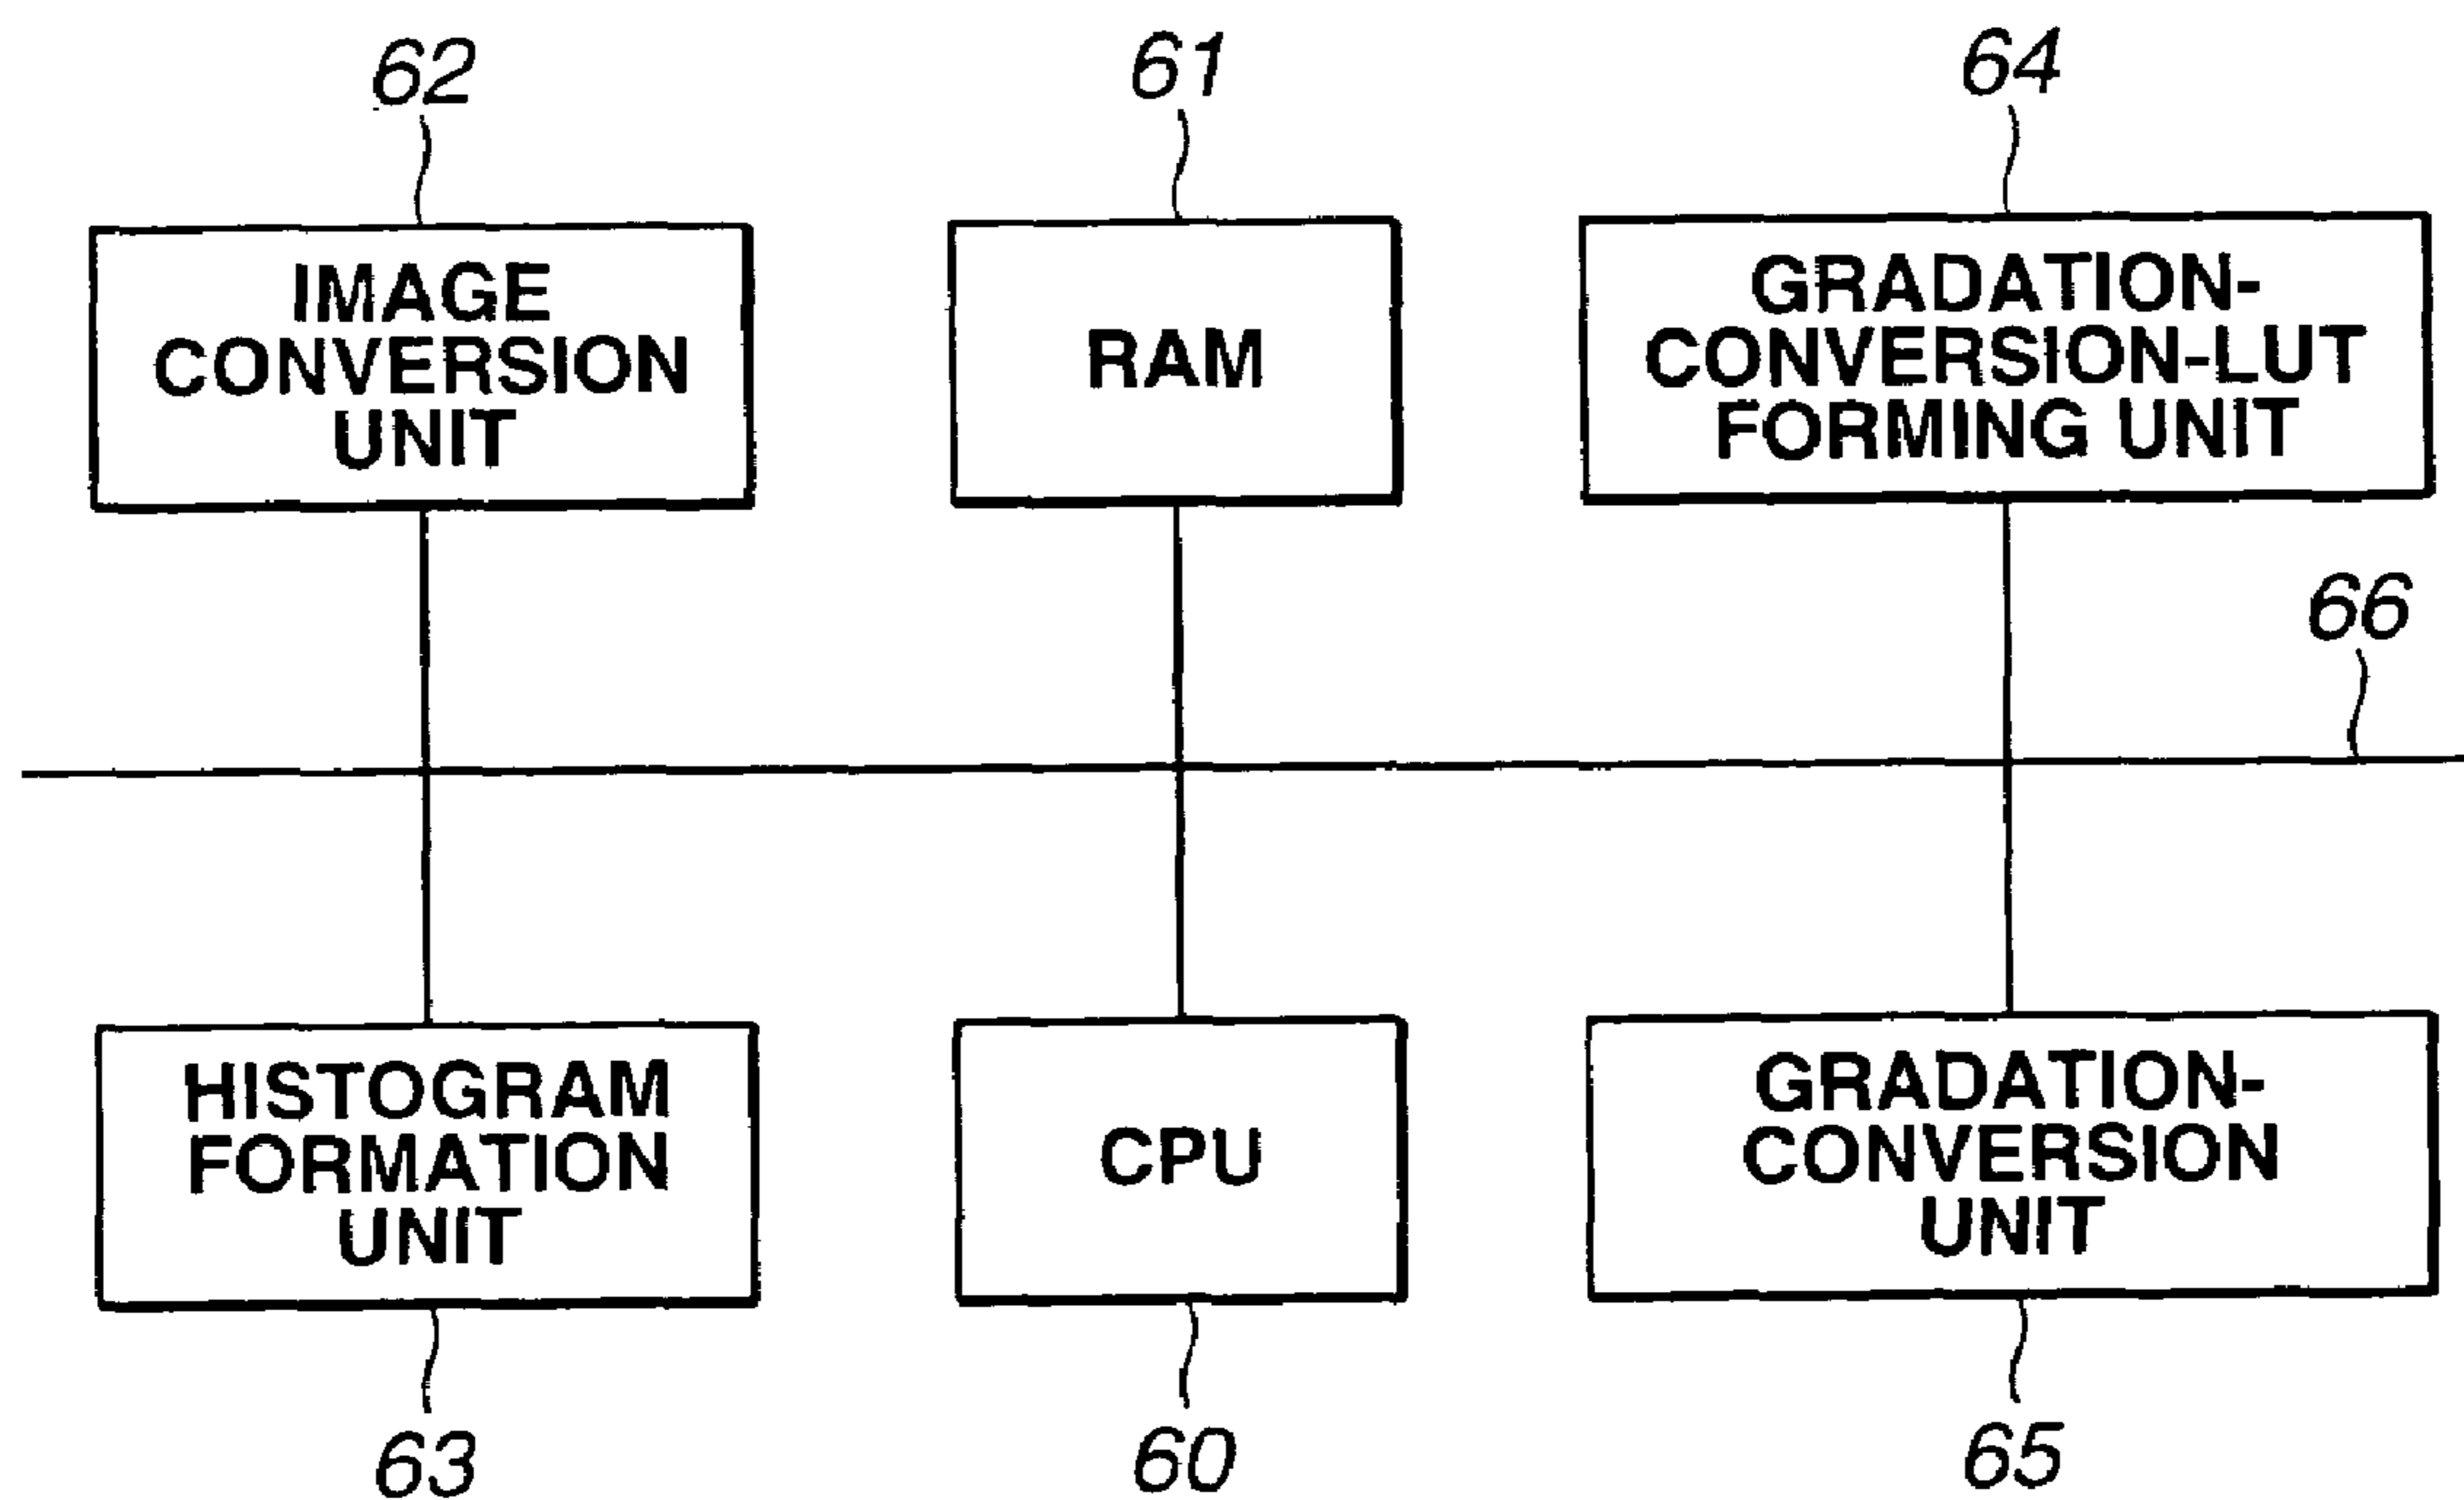 62
61
64
IMAGE
CONVERSION
UNIT
RAM
GRADATION-
CONVERSION-LUT
FORMING UNIT
66
HISTOGRAM
FORMATION
UNIT
CPU
GRADATION-
CONVERSION
UNIT
63
60
65